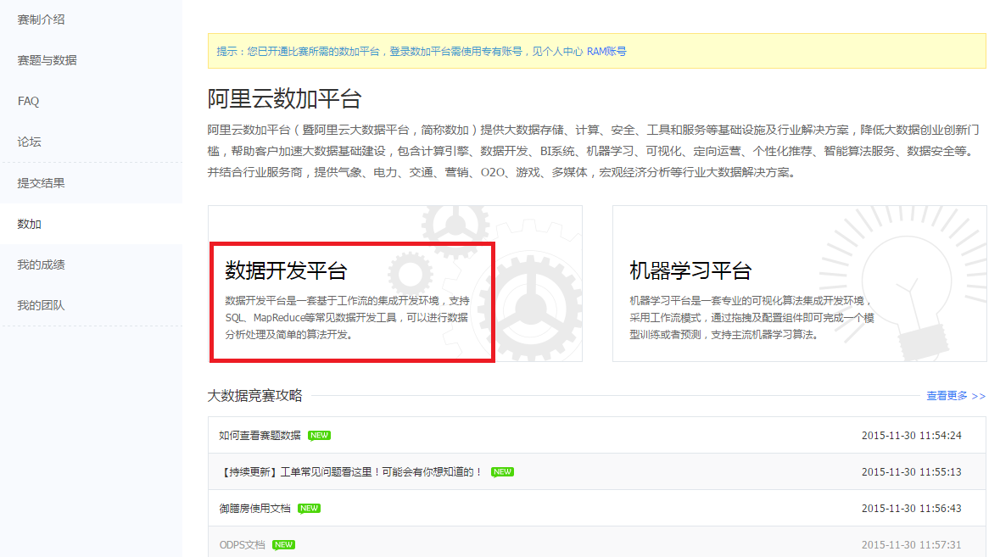 赛制介绍
赛题与数据
FAQ
论坛
提交结果
数加
我的成绩
我的团队
提示：您已开通比赛所需的数加平台，登录数加平台需使用专有账号，见个人中心 RAM账号
阿里云数加平台
阿里云数加平台（暨阿里云大数据平台，简称数加）提供大数据存储、计算、安全、工具和服务等基础设施及行业解决方案，降低大数据创业创新门
槛，帮助客户加速大数据基础建设，包含计算引擎、数据开发、BI系统、机器学习、可视化、定向运营、个性化推荐、智能算法服务、数据安全等。
并结合行业服务商，提供气象、电力、交通、营销、O2O、游戏、多媒体，宏观经济分析等行业大数据解决方案。
数据开发平台
数据开发平台是一套基于工作流的集成开发环境，支持
SQL、MapReduce等常见数据开发工具，可以进行数据
分析处理及简单的算法开发。
机器学习平台
机器学习平台是一套专业的可视化算法集成开发环境，
采用工作流模式，通过拖拽及配置组件即可完成一个模
型训练或者预测，支持主流机器学习算法。
大数据竞赛攻略 查看更多 >>
如何查看赛题数据 NEW 2015-11-30 11:54:24
【持续更新】工单常见问题看这里！可能会有你想知道的！ NEW 2015-11-30 11:55:13
御膳房使用文档 NEW 2015-11-30 11:56:43
ODPS文档 NEW 2015-11-30 11:57:31